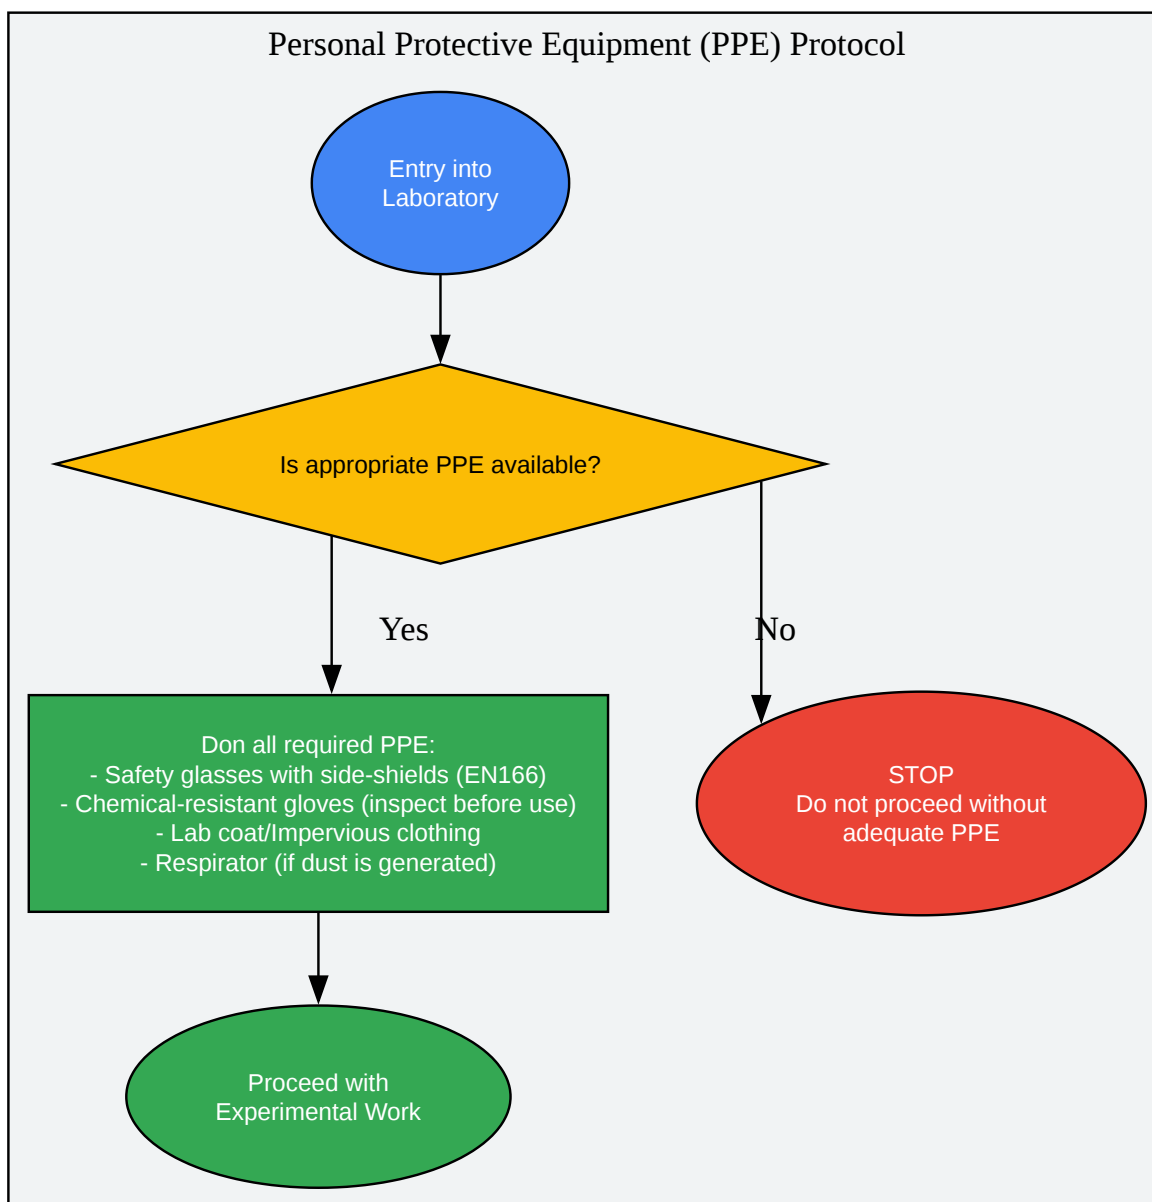 Personal Protective Equipment (PPE) Protocol
Entry into
Laboratory
Is appropriate PPE available?
Yes
No
Don all required PPE:
- Safety glasses with side-shields (EN166)
- Chemical-resistant gloves (inspect before use)
- Lab coat/Impervious clothing
- Respirator (if dust is generated)
STOP
Do not proceed without
adequate PPE
Proceed with
Experimental Work